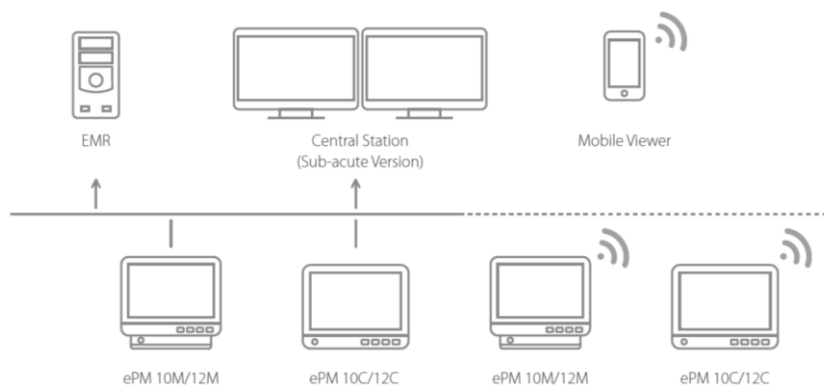 EMR
Central Station
(Sub-acute Version)
Mobile Viewer
ePM 10M/12M
ePM 10C/12C
ePM 10M/12M
ePM 10C/12C